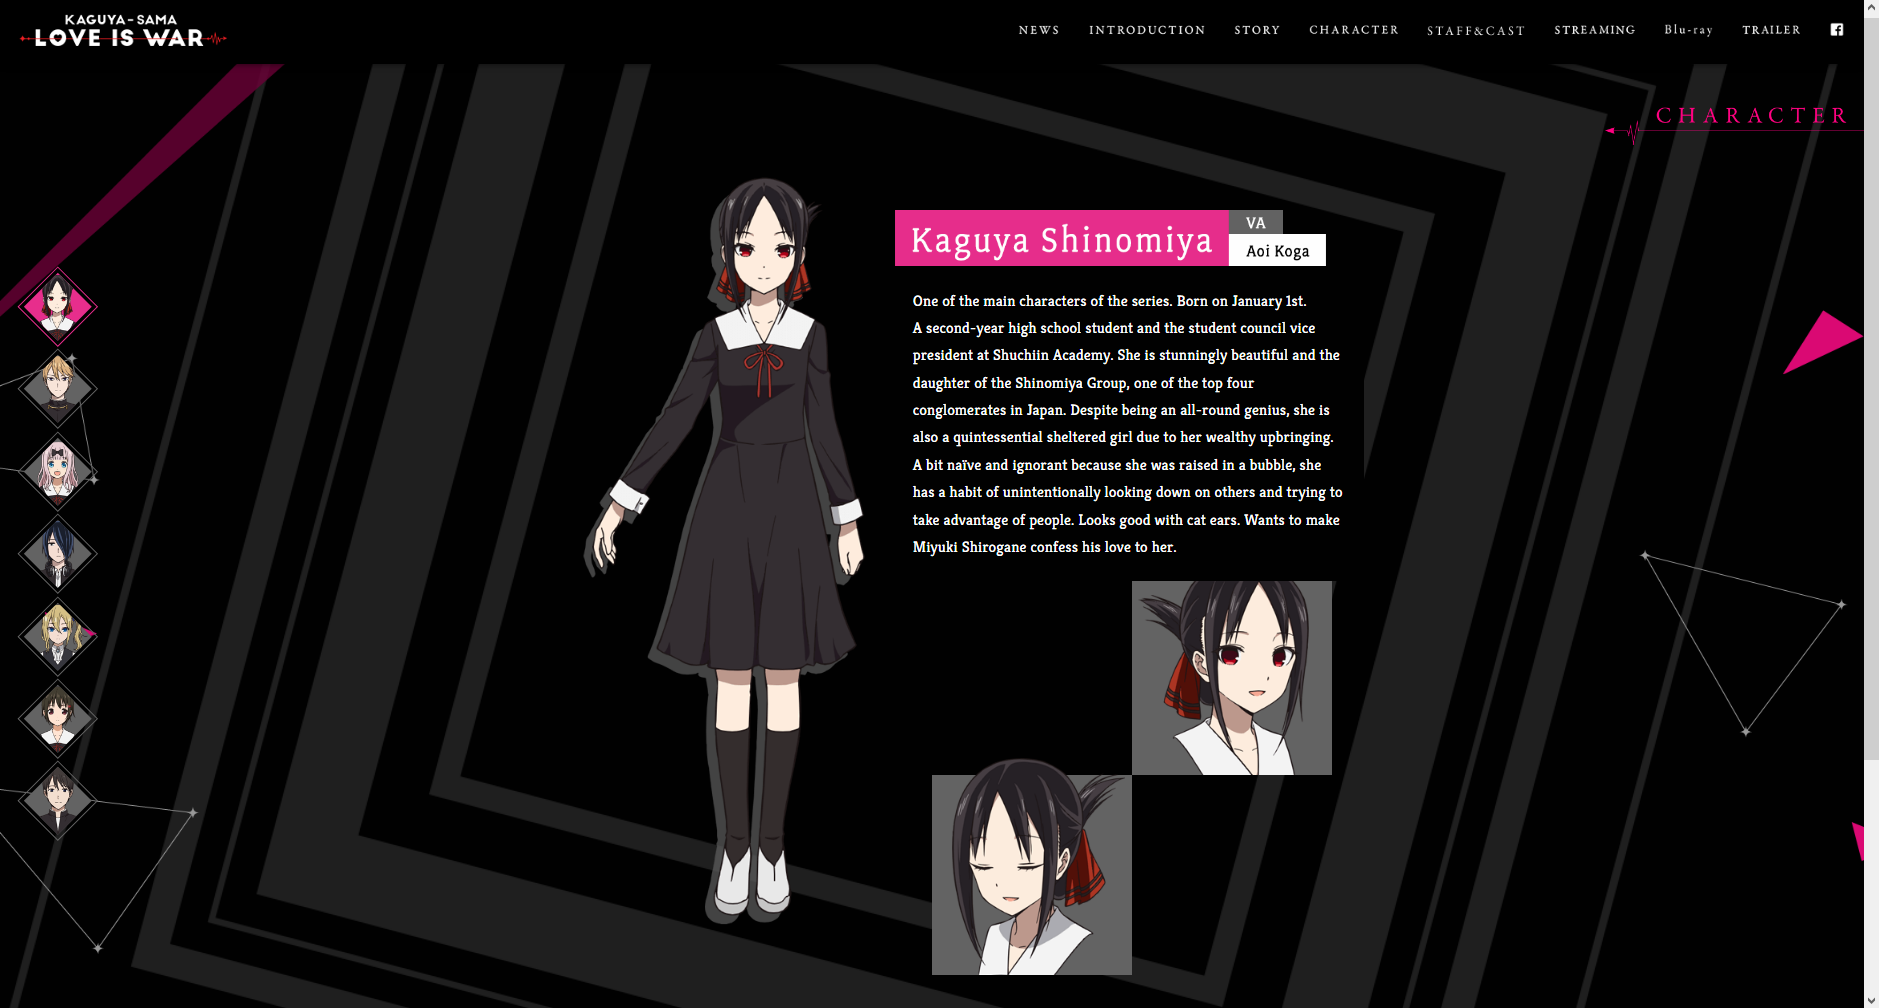 KAGUYA-SAMA
LOVE IS WAR
NEWS INTRODUCTION STORY CHARACTER STAFF&CAST STREAMING Blu-ray TRAILER
CHARACTER
Kaguya Shinomiya
VA
Aoi Koga
One of the main characters of the series. Born on January 1st.
A second-year high school student and the student council vice
president at Shuchiin Academy. She is stunningly beautiful and the
daughter of the Shinomiya Group, one of the top four
conglomerates in Japan. Despite being an all-round genius, she is
also a quintessential sheltered girl due to her wealthy upbringing.
A bit naïve and ignorant because she was raised in a bubble, she
has a habit of unintentionally looking down on others and trying to
take advantage of people. Looks good with cat ears. Wants to make
Miyuki Shirogane confess his love to her.